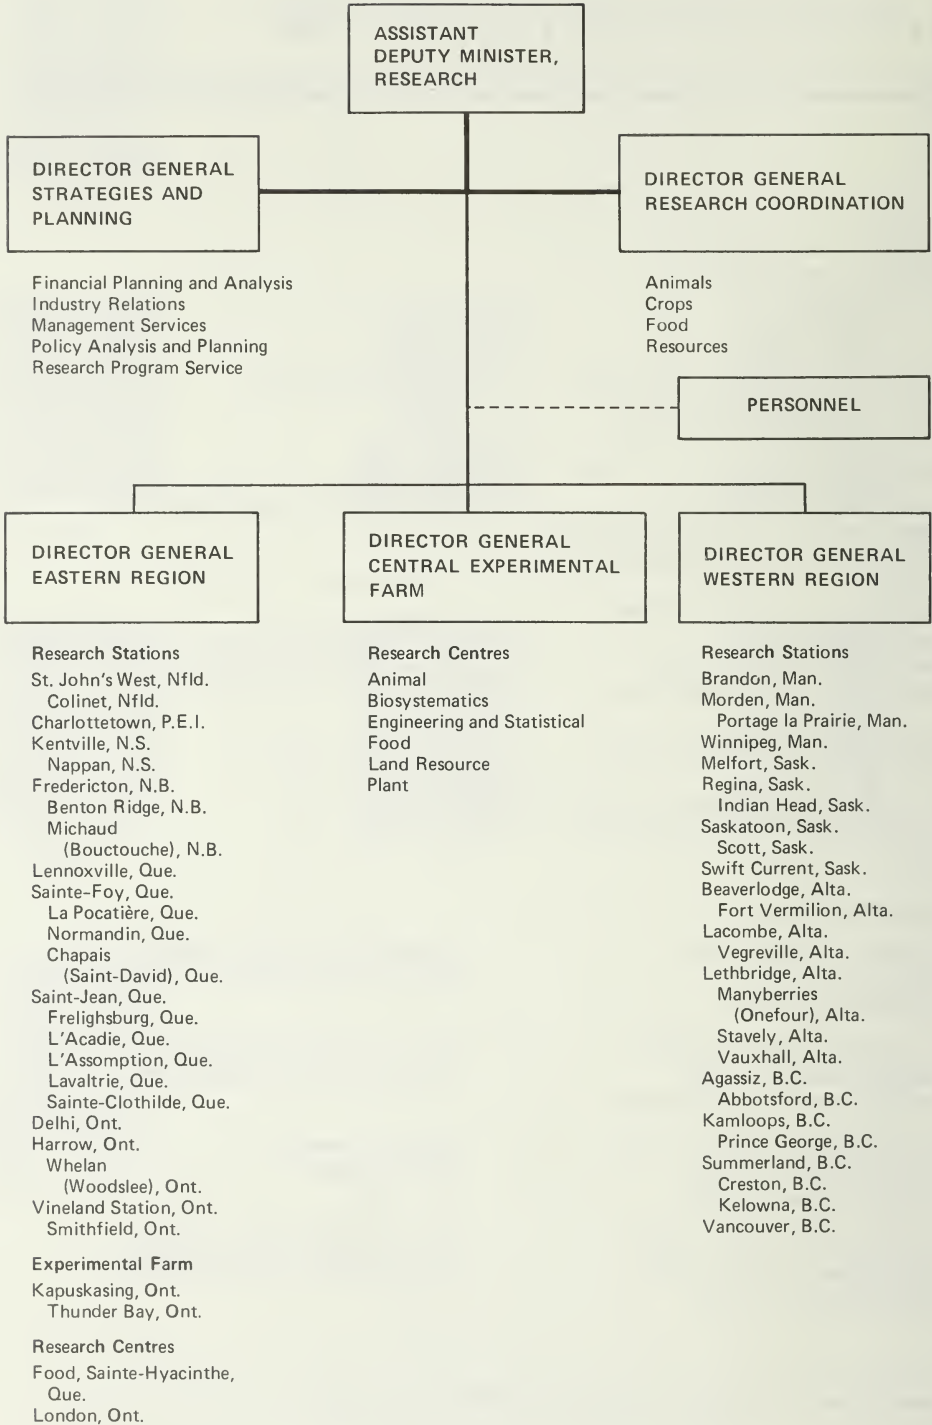 ASSISTANT
DEPUTY MINISTER,
RESEARCH
DIRECTOR GENERAL
STRATEGIES AND
PLANNING
DIRECTOR GENERAL
RESEARCH COORDINATION
Financial Planning and Analysis
Industry Relations
Management Services
Policy Analysis and Planning
Research Program Service
Animals
Crops
Food
Resources
PERSONNEL
DIRECTOR GENERAL
EASTERN REGION
DIRECTOR GENERAL
CENTRAL EXPERIMENTAL
FARM
DIRECTOR GENERAL
WESTERN REGION
Research Stations
St. John's West, Nfld.
Colinet, Nfld.
Charlottetown, P.E.I.
Kentville, N.S.
Nappan, N.S.
Fredericton, N.B.
Benton Ridge, N.B.
Michaud
(Bouctouche), N.B.
Lennoxville, Que.
Sainte-Foy, Que.
La Pocatière, Que.
Normandin, Que.
Chapais
(Saint-David), Que.
Saint-Jean, Que.
Frelighsburg, Que.
L'Acadie, Que.
L'Assomption, Que.
Lavaltrie, Que.
Sainte-Clothilde, Que.
Delhi, Ont.
Harrow, Ont.
Whelan
(Woodslee), Ont.
Vineland Station, Ont.
Smithfield, Ont.
Experimental Farm
Kapuskasing, Ont.
Thunder Bay, Ont.
Research Centres
Food, Sainte-Hyacinthe,
Que.
London, Ont.
Research Centres
Animal
Biosystematics
Engineering and Statistical
Food
Land Resource
Plant
Research Stations
Brandon, Man.
Morden, Man.
Portage la Prairie, Man.
Winnipeg, Man.
Melfort, Sask.
Regina, Sask.
Indian Head, Sask.
Saskatoon, Sask.
Scott, Sask.
Swift Current, Sask.
Beaverlodge, Alta.
Fort Vermilion, Alta.
Lacombe, Alta.
Vegreville, Alta.
Lethbridge, Alta.
Manyberries
(Onefour), Alta.
Stavely, Alta.
Vauxhall, Alta.
Agassiz, B.C.
Abbotsford, B.C.
Kamloops, B.C.
Prince George, B.C.
Summerland, B.C.
Creston, B.C.
Kelowna, B.C.
Vancouver, B.C.